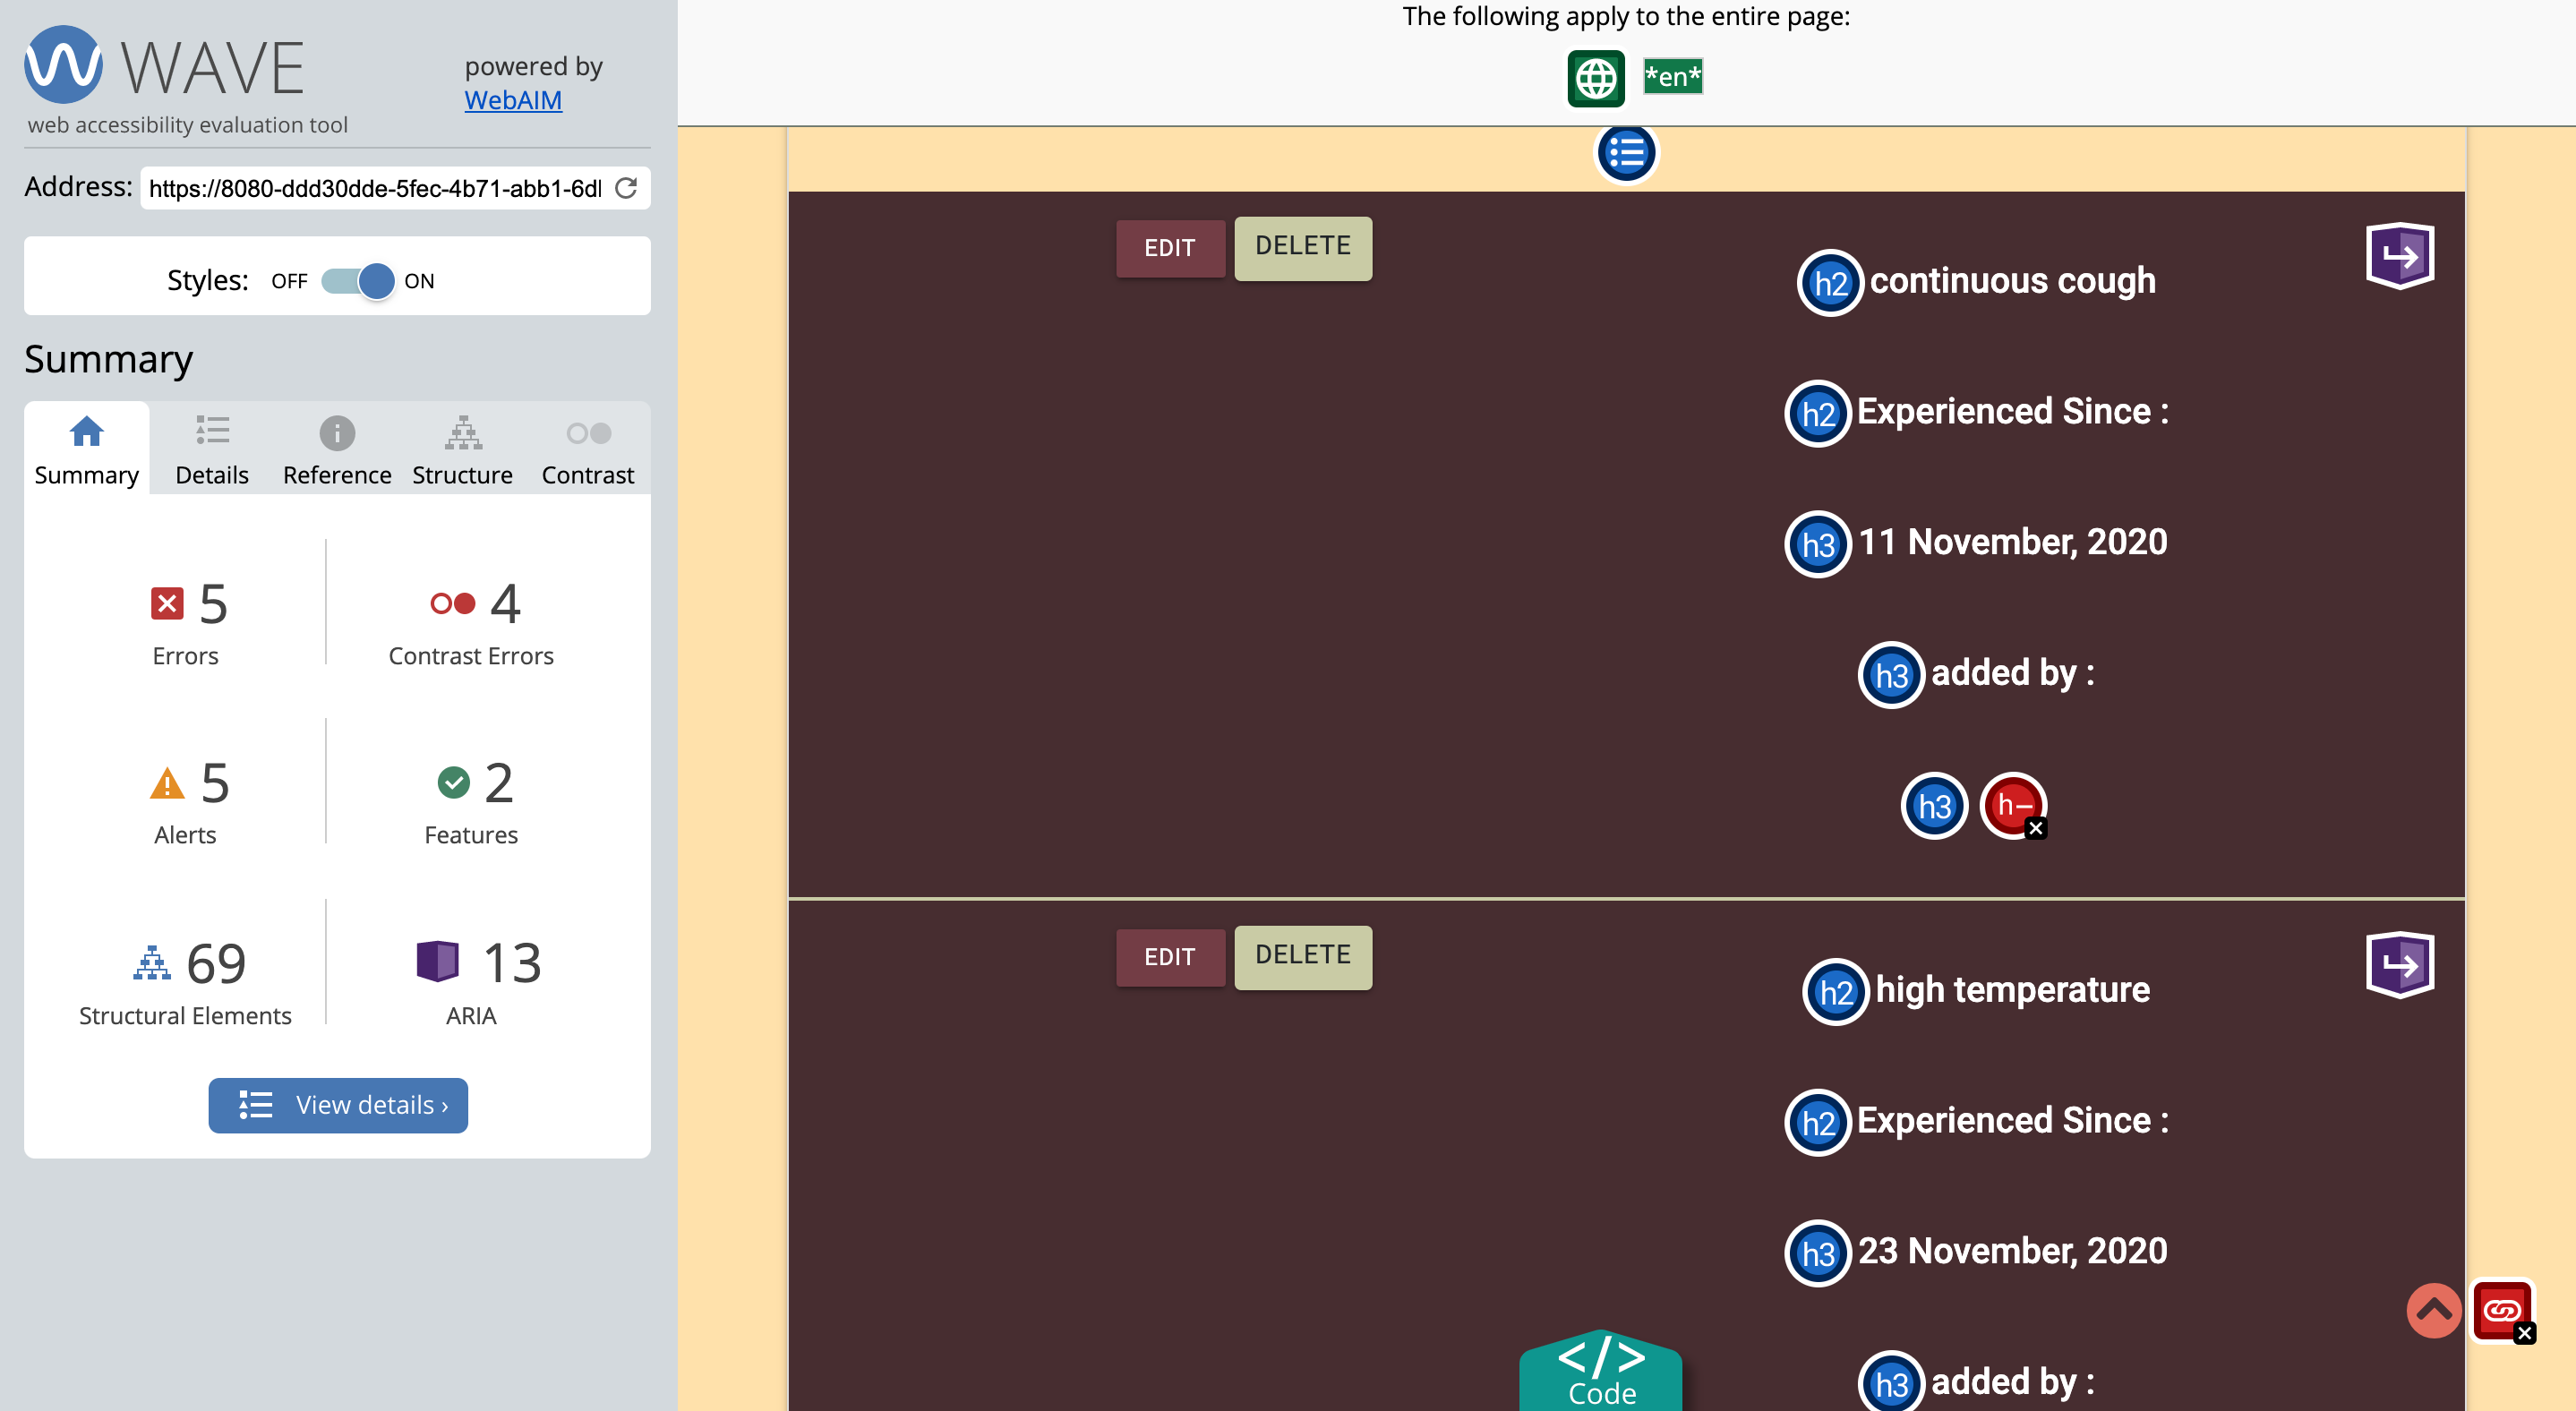 WAVE
powered by
WebAIM
web accessibility evaluation tool
Address: https://8080-ddd30dde-5fec-4b71-abb1-6dl
Styles: OFF ON
Summary
Summary Details Reference Structure Contrast
5
Errors
4
Contrast Errors
5
Alerts
2
Features
69
Structural Elements
13
ARIA
View details ›
The following apply to the entire page:
*en*
EDIT DELETE
h2 continuous cough
h2 Experienced Since :
h3 11 November, 2020
h3 added by :
h3 h-
EDIT DELETE
h2 high temperature
h2 Experienced Since :
h3 23 November, 2020
h3 added by :
</>
Code